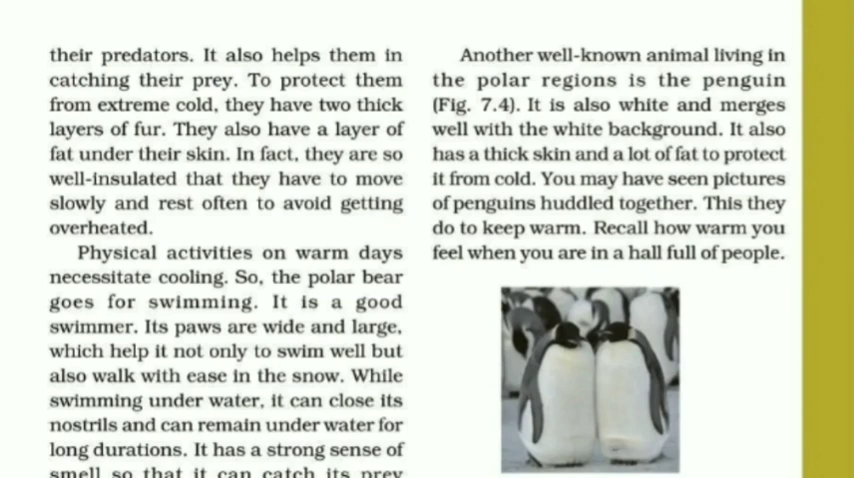 their predators. It also helps them in
catching their prey. To protect them
from extreme cold, they have two thick
layers of fur. They also have a layer of
fat under their skin. In fact, they are so
well-insulated that they have to move
slowly and rest often to avoid getting
overheated.
Physical activities on warm days
necessitate cooling. So, the polar bear
goes for swimming. It is a good
swimmer. Its paws are wide and large,
which help it not only to swim well but
also walk with ease in the snow. While
swimming under water, it can close its
nostrils and can remain under water for
long durations. It has a strong sense of
smell so that it can catch its prey
Another well-known animal living in
the polar regions is the penguin
(Fig. 7.4). It is also white and merges
well with the white background. It also
has a thick skin and a lot of fat to protect
it from cold. You may have seen pictures
of penguins huddled together. This they
do to keep warm. Recall how warm you
feel when you are in a hall full of people.